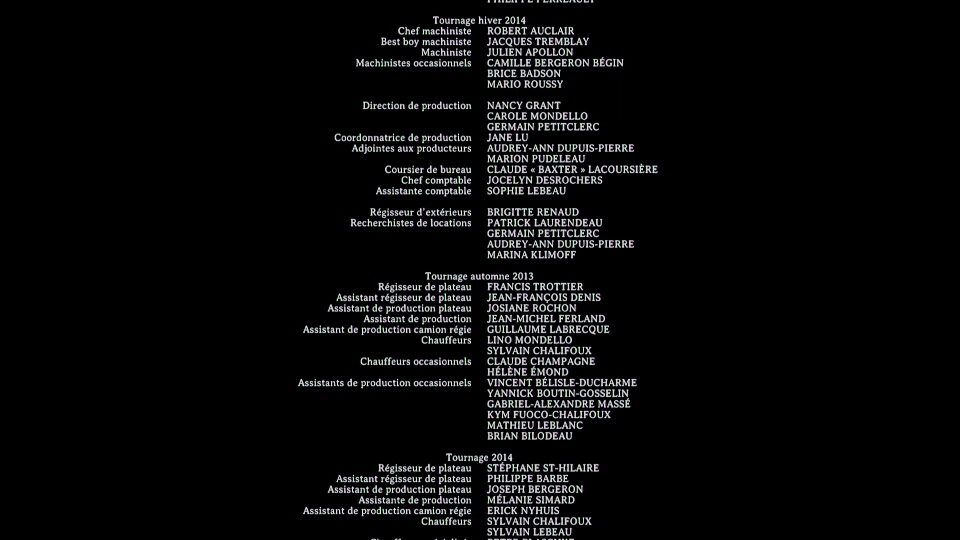 PHILIPPE PERREAULT
Tournage hiver 2014
Chef machiniste ROBERT AUCLAIR
Best boy machiniste JACQUES TREMBLAY
Machiniste JULIEN APOLLON
Machinistes occasionnels CAMILLE BERGERON BÉGIN
BRICE BADSON
MARIO ROUSSY
Direction de production NANCY GRANT
CAROLE MONDELLO
GERMAIN PETITCLERC
Coordonnatrice de production JANE LU
Adjointes aux producteurs AUDREY-ANN DUPUIS-PIERRE
MARION PUDELEAU
Coursier de bureau CLAUDE « BAXTER » LACOURSIÈRE
Chef comptable JOCELYN DESROCHERS
Assistante comptable SOPHIE LEBEAU
Régisseur d'extérieurs BRIGITTE RENAUD
Recherchistes de locations PATRICK LAURENDEAU
GERMAIN PETITCLERC
AUDREY-ANN DUPUIS-PIERRE
MARINA KLIMOFF
Tournage automne 2013
Régisseur de plateau FRANCIS TROTTIER
Assistant régisseur de plateau JEAN-FRANÇOIS DENIS
Assistant de production plateau JOSIANE ROCHON
Assistant de production JEAN-MICHEL FERLAND
Assistant de production camion régie GUILLAUME LABRECQUE
Chauffeurs LINO MONDELLO
SYLVAIN CHALIFOUX
Chauffeurs occasionnels CLAUDE CHAMPAGNE
HÉLÈNE ÉMOND
Assistants de production occasionnels VINCENT BÉLISLE-DUCHARME
YANNICK BOUTIN-GOSSELIN
GABRIEL-ALEXANDRE MASSÉ
KYM FUOCO-CHALIFOUX
MATHIEU LEBLANC
BRIAN BILODEAU
Tournage 2014
Régisseur de plateau STÉPHANE ST-HILAIRE
Assistant régisseur de plateau PHILIPPE BARBE
Assistant de production plateau JOSEPH BERGERON
Assistante de production MÉLANIE SIMARD
Assistant de production camion régie ERICK NYHUIS
Chauffeurs SYLVAIN CHALIFOUX
SYLVAIN LEBEAU